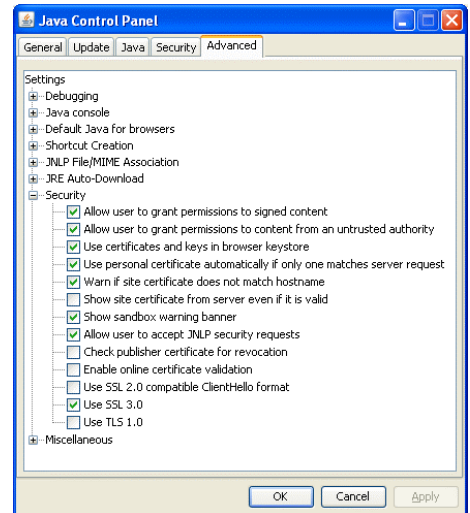 Java Control Panel
General Update Java Security Advanced
Settings
Debugging
Java console
Default Java for browsers
Shortcut Creation
JNLP File/MIME Association
JRE Auto-Download
Security
Allow user to grant permissions to signed content
Allow user to grant permissions to content from an untrusted authority
Use certificates and keys in browser keystore
Use personal certificate automatically if only one matches server request
Warn if site certificate does not match hostname
Show site certificate from server even if it is valid
Show sandbox warning banner
Allow user to accept JNLP security requests
Check publisher certificate for revocation
Enable online certificate validation
Use SSL 2.0 compatible ClientHello format
Use SSL 3.0
Use TLS 1.0
Miscellaneous
OK Cancel Apply